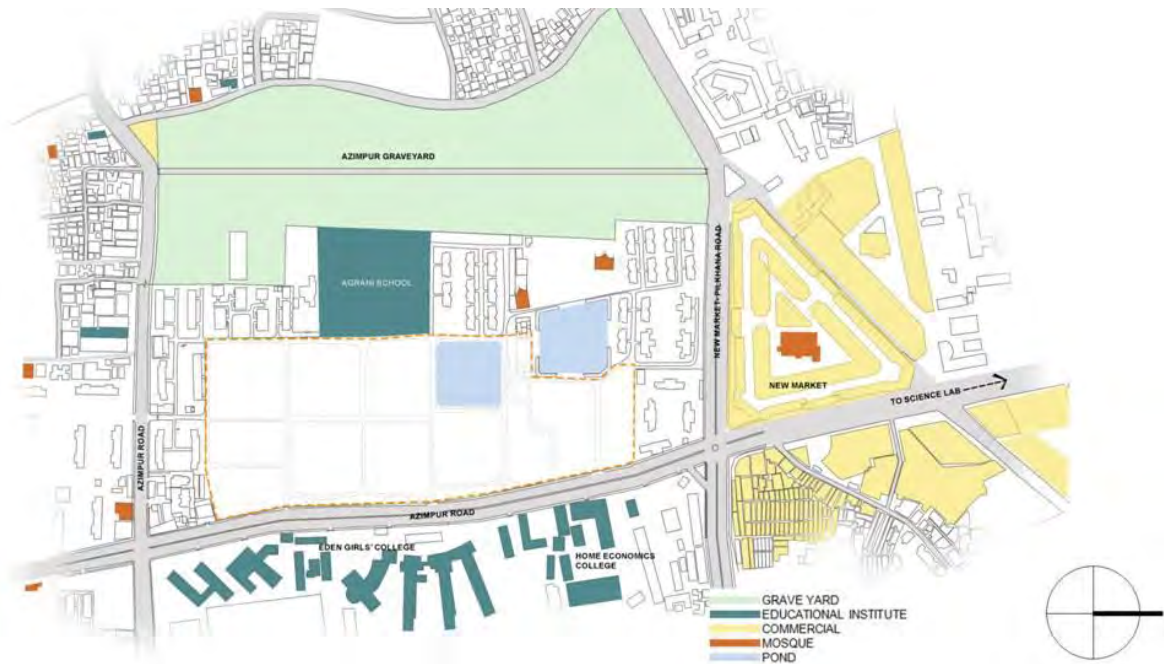 AZIMPUR GRAVEYARD
AGRANI SCHOOL
NEW MARKET- PILKHANA ROAD
NEW MARKET
TO SCIENCE LAB
AZIMPUR ROAD
AZIMPUR ROAD
EDEN GIRLS' COLLEGE
HOME ECONOMICS
COLLEGE
GRAVE YARD
EDUCATIONAL INSTITUTE
COMMERCIAL
MOSQUE
POND